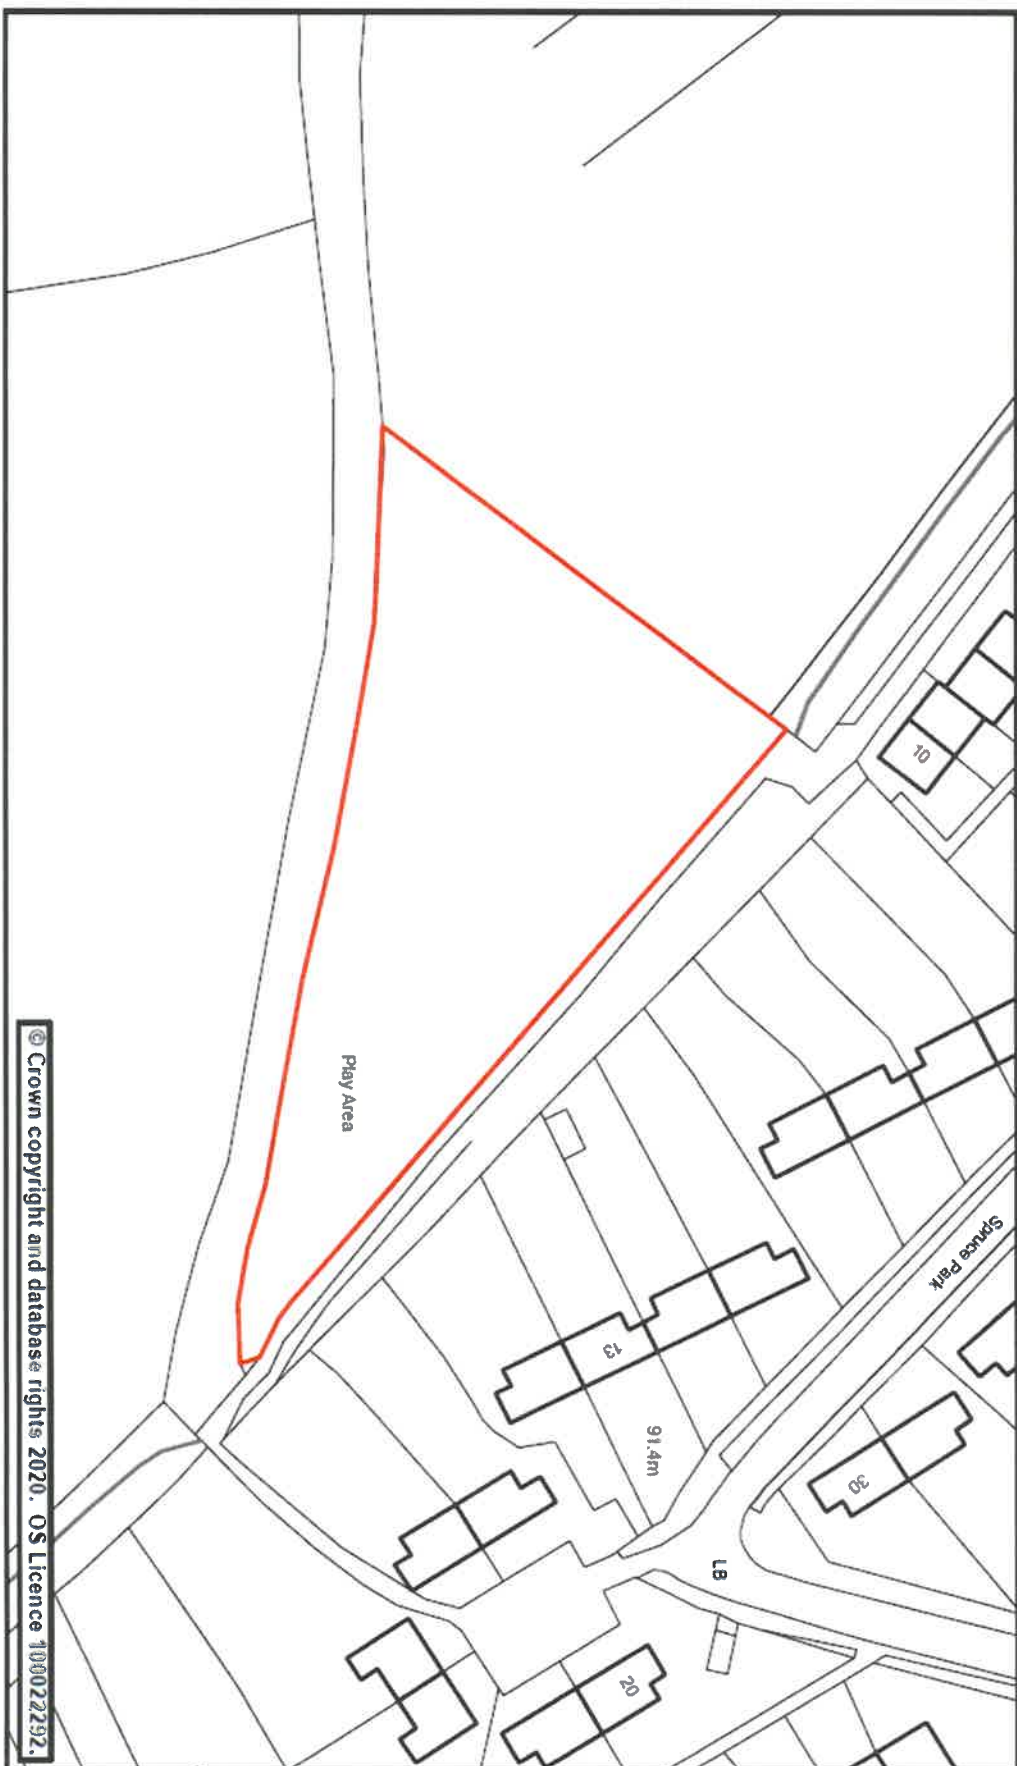 10
Spruce Park
Play Area
13
91.4m
30
LB
20
© Crown copyright and database rights 2020. OS Licence 100022292.